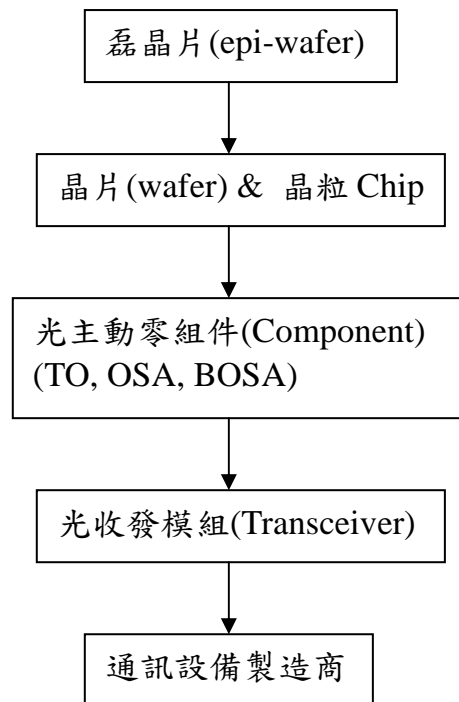 磊晶片(epi-wafer)
晶片(wafer) & 晶粒 Chip
光主動零組件(Component)
(TO, OSA, BOSA)
光收發模組(Transceiver)
通訊設備製造商